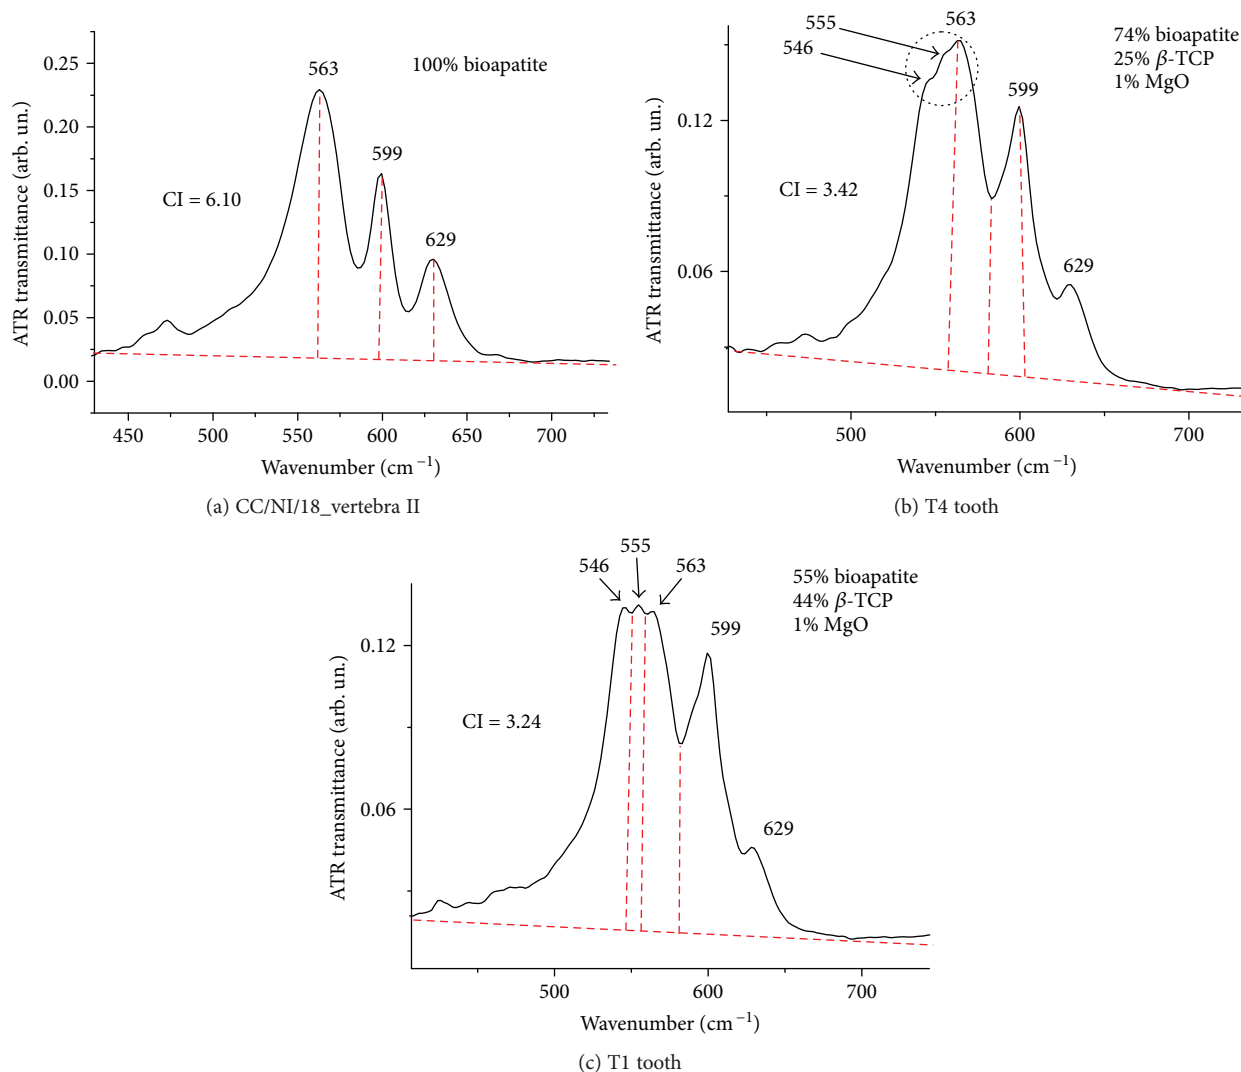 563
100% bioapatite
599
CI = 6.10
629
0.25
0.20
0.15
0.10
0.05
0.00
ATR transmittance (arb. un.)
450 500 550 600 650 700
Wavenumber (cm⁻¹)
(a) CC/NI/18_vertebra II
555 563
546
74% bioapatite
25% β-TCP
1% MgO
599
CI = 3.42
629
0.12
0.06
ATR transmittance (arb. un.)
500 600 700
Wavenumber (cm⁻¹)
(b) T4 tooth
555
546 563
55% bioapatite
44% β-TCP
1% MgO
599
CI = 3.24
629
0.12
0.06
ATR transmittance (arb. un.)
500 600 700
Wavenumber (cm⁻¹)
(c) T1 tooth